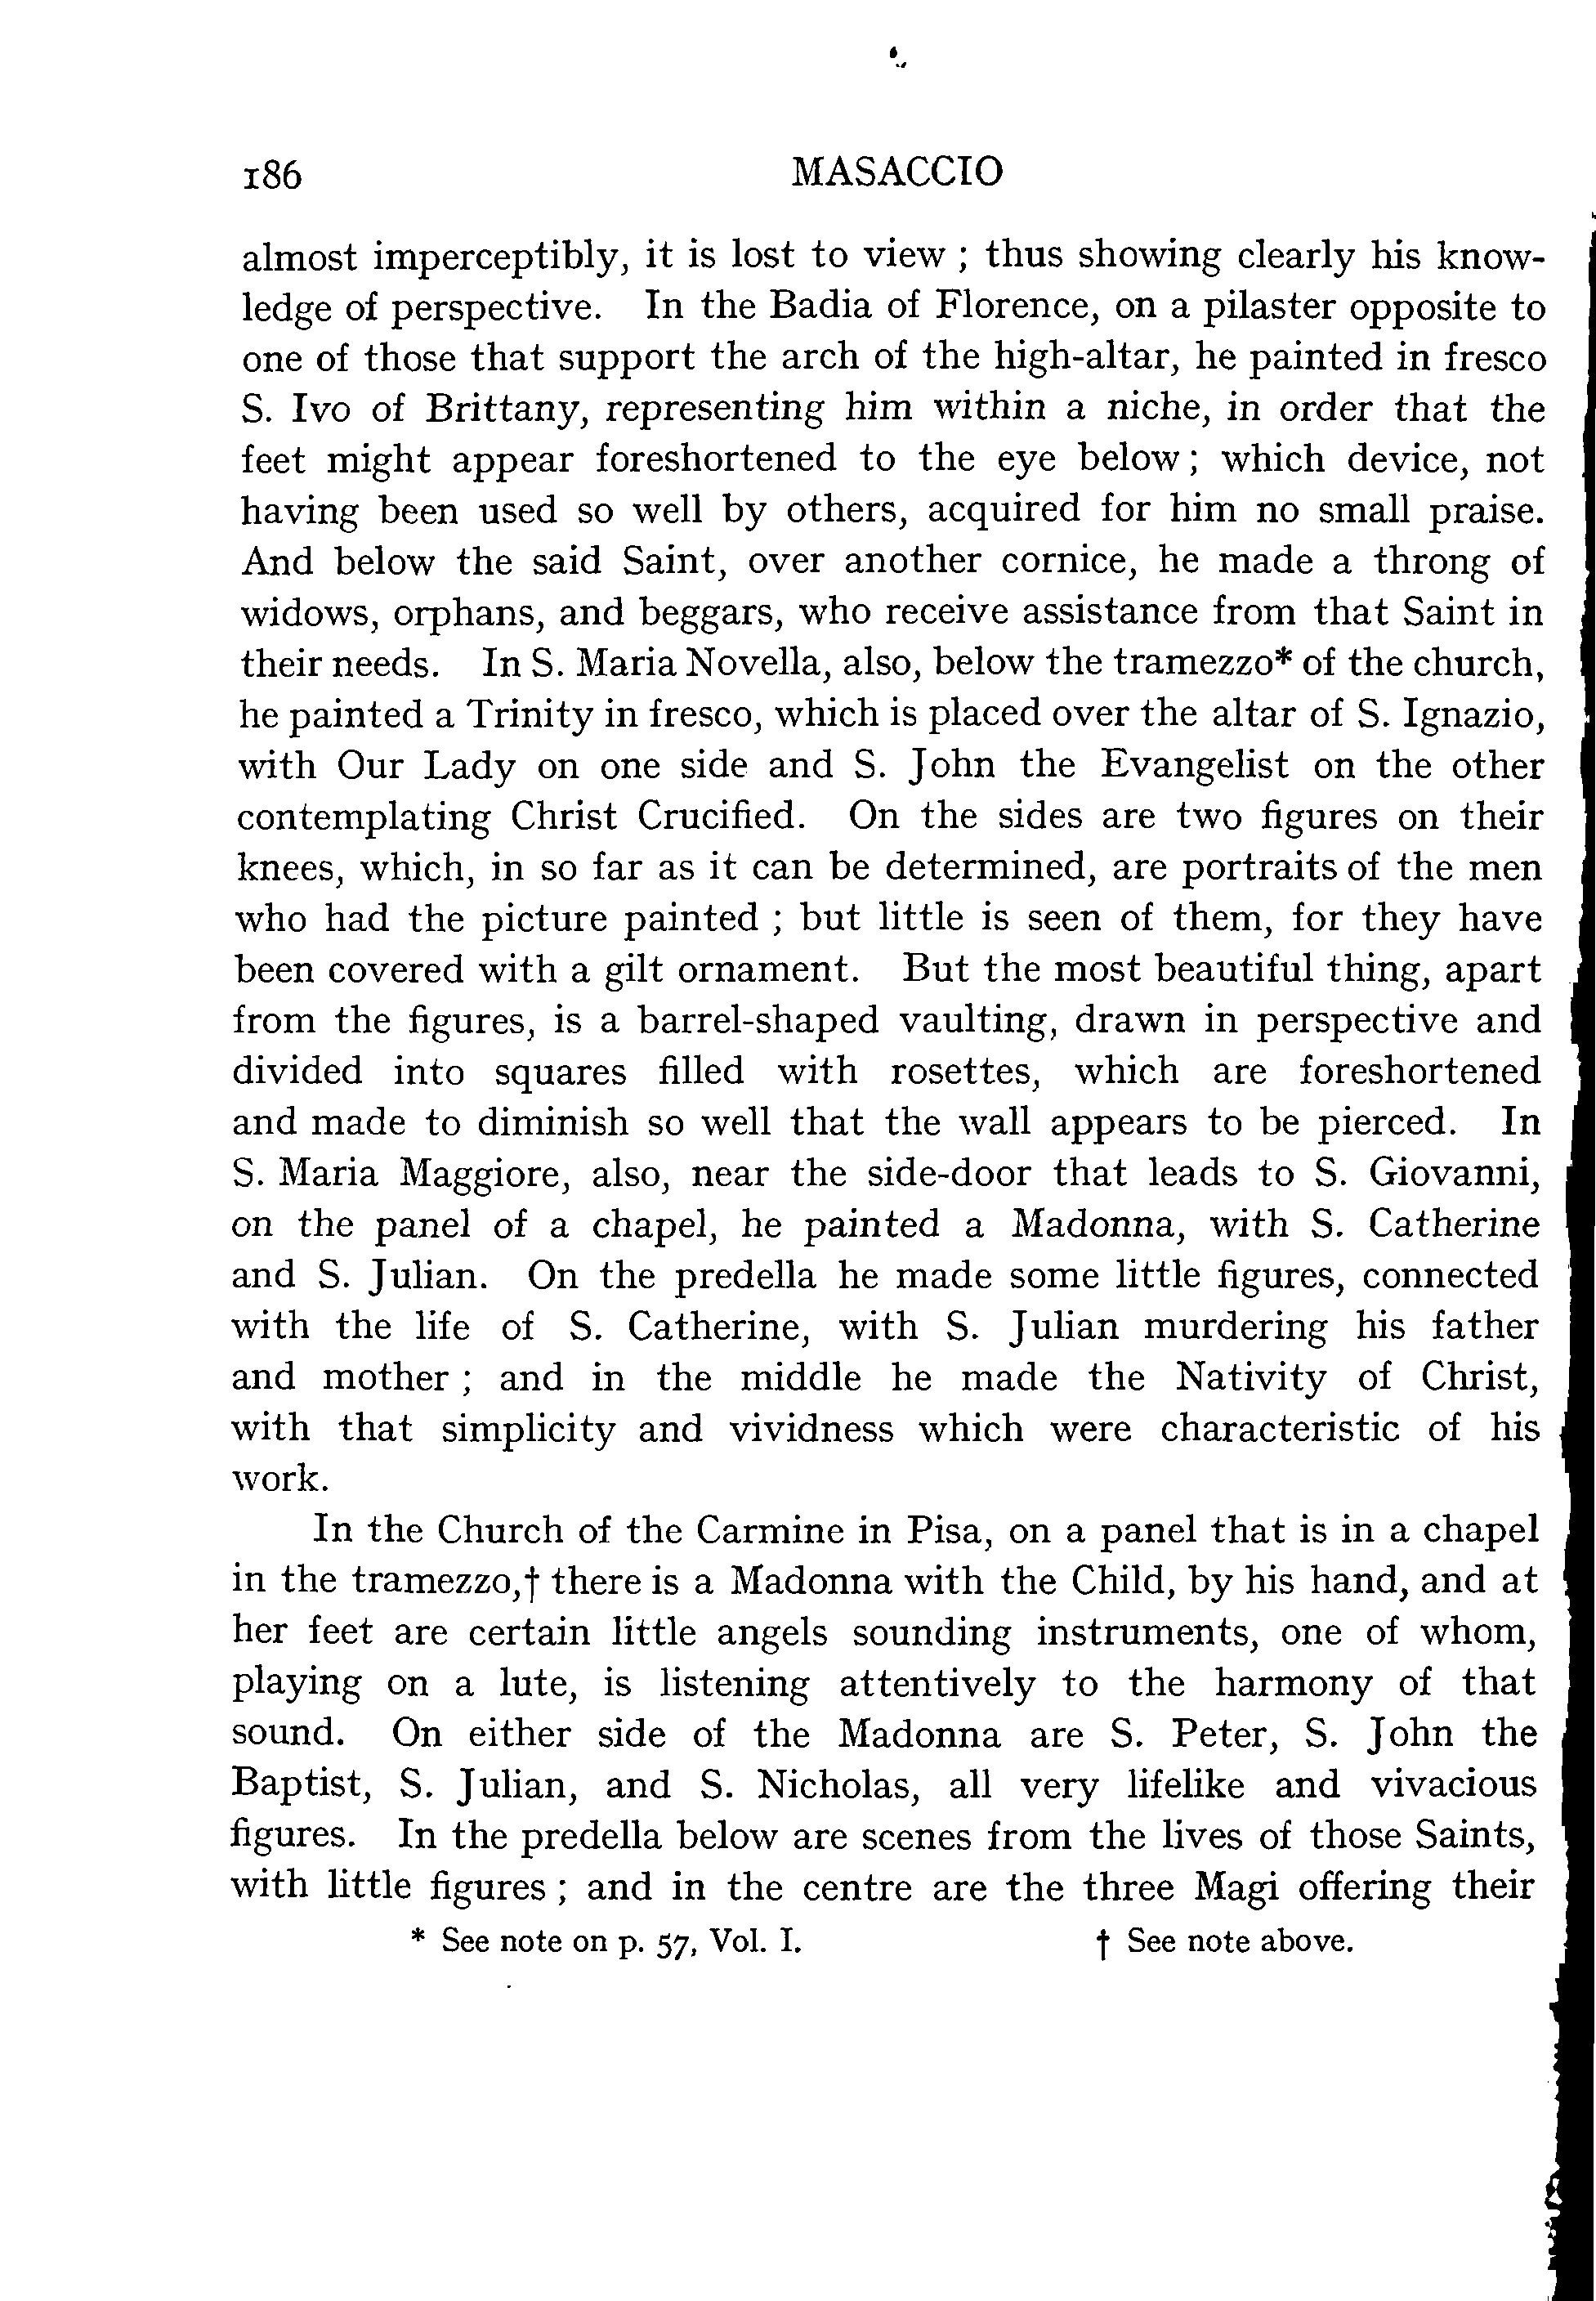 186 MASACCIO
almost imperceptibly, it is lost to view ; thus showing clearly his know-
ledge of perspective. In the Badia of Florence, on a pilaster opposite to
one of those that support the arch of the high-altar, he painted in fresco
S. Ivo of Brittany, representing him within a niche, in order that the
feet might appear foreshortened to the eye below ; which device, not
having been used so well by others, acquired for him no small praise.
And below the said Saint, over another cornice, he made a throng of
widows, orphans, and beggars, who receive assistance from that Saint in
their needs. In S. Maria Novella, also, below the tramezzo* of the church,
he painted a Trinity in fresco, which is placed over the altar of S. Ignazio,
with Our Lady on one side and S. John the Evangelist on the other
contemplating Christ Crucified. On the sides are two figures on their
knees, which, in so far as it can be determined, are portraits of the men
who had the picture painted ; but little is seen of them, for they have
been covered with a gilt ornament. But the most beautiful thing, apart
from the figures, is a barrel-shaped vaulting, drawn in perspective and
divided into squares filled with rosettes, which are foreshortened
and made to diminish so well that the wall appears to be pierced. In
S. Maria Maggiore, also, near the side-door that leads to S. Giovanni,
on the panel of a chapel, he painted a Madonna, with S. Catherine
and S. Julian. On the predella he made some little figures, connected
with the life of S. Catherine, with S. Julian murdering his father
and mother ; and in the middle he made the Nativity of Christ,
with that simplicity and vividness which were characteristic of his
work.
In the Church of the Carmine in Pisa, on a panel that is in a chapel
in the tramezzo,† there is a Madonna with the Child, by his hand, and at
her feet are certain little angels sounding instruments, one of whom,
playing on a lute, is listening attentively to the harmony of that
sound. On either side of the Madonna are S. Peter, S. John the
Baptist, S. Julian, and S. Nicholas, all very lifelike and vivacious
figures. In the predella below are scenes from the lives of those Saints,
with little figures ; and in the centre are the three Magi offering their
* See note on p. 57, Vol. I. † See note above.